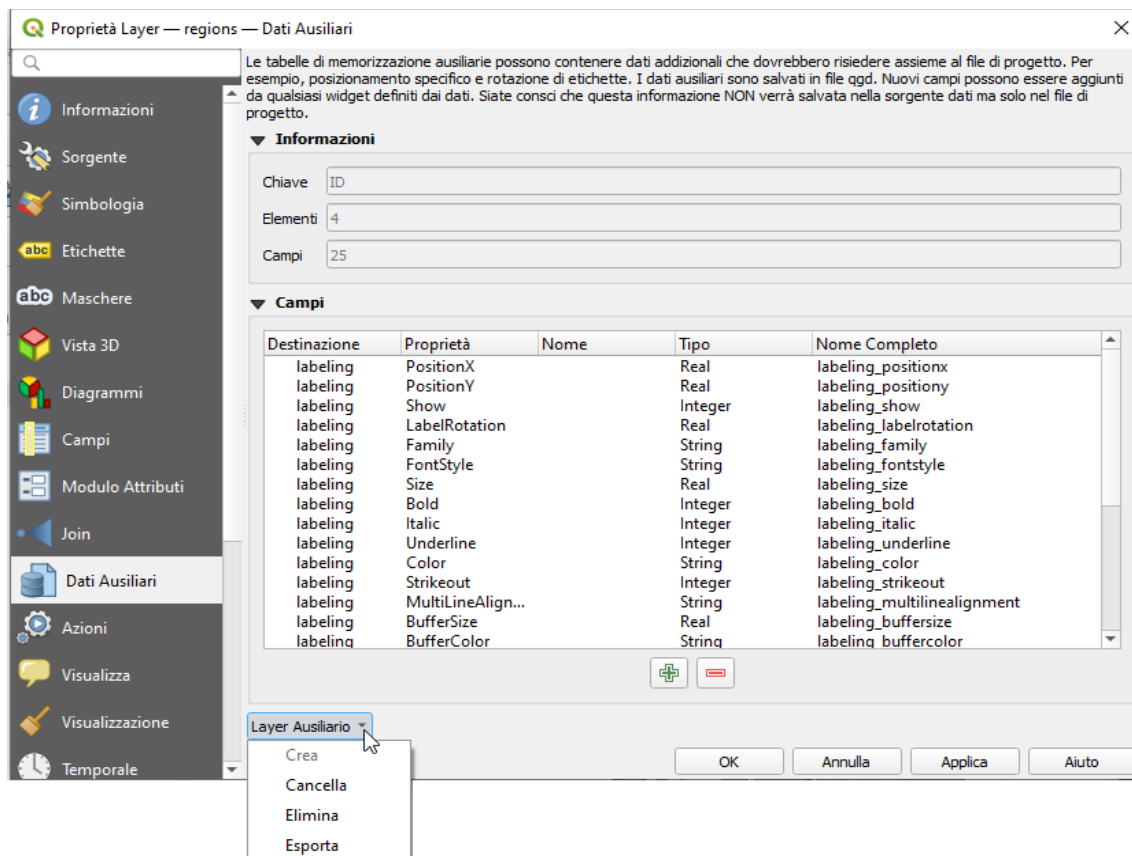 Proprietà Layer — regions — Dati Ausiliari
Informazioni
Sorgente
Simbologia
abc Etichette
abc Maschere
Vista 3D
Diagrammi
Campi
Modulo Attributi
Join
Dati Ausiliari
Azioni
Visualizza
Visualizzazione
Temporale
Le tabelle di memorizzazione ausiliarie possono contenere dati addizionali che dovrebbero risiedere assieme al file di progetto. Per
esempio, posizionamento specifico e rotazione di etichette. I dati ausiliari sono salvati in file qgd. Nuovi campi possono essere aggiunti
da qualsiasi widget definiti dai dati. Siate consci che questa informazione NON verrà salvata nella sorgente dati ma solo nel file di
progetto.
Informazioni
Chiave ID
Elementi 4
Campi 25
Campi
Destinazione Proprietà Nome Tipo Nome Completo
labeling PositionX Real labeling_positionx
labeling PositionY Real labeling_positiony
labeling Show Integer labeling_show
labeling LabelRotation Real labeling_labelrotation
labeling Family String labeling_family
labeling FontStyle String labeling_fontstyle
labeling Size Real labeling_size
labeling Bold Integer labeling_bold
labeling Italic Integer labeling_italic
labeling Underline Integer labeling_underline
labeling Color String labeling_color
labeling Strikeout Integer labeling_strikeout
labeling MultiLineAlign... String labeling_multilinealignment
labeling BufferSize Real labeling_buffersize
labeling BufferColor String labeling_buffercolor
Layer Ausiliario
Crea
Cancella
Elimina
Esporta
OK Annulla Applica Aiuto